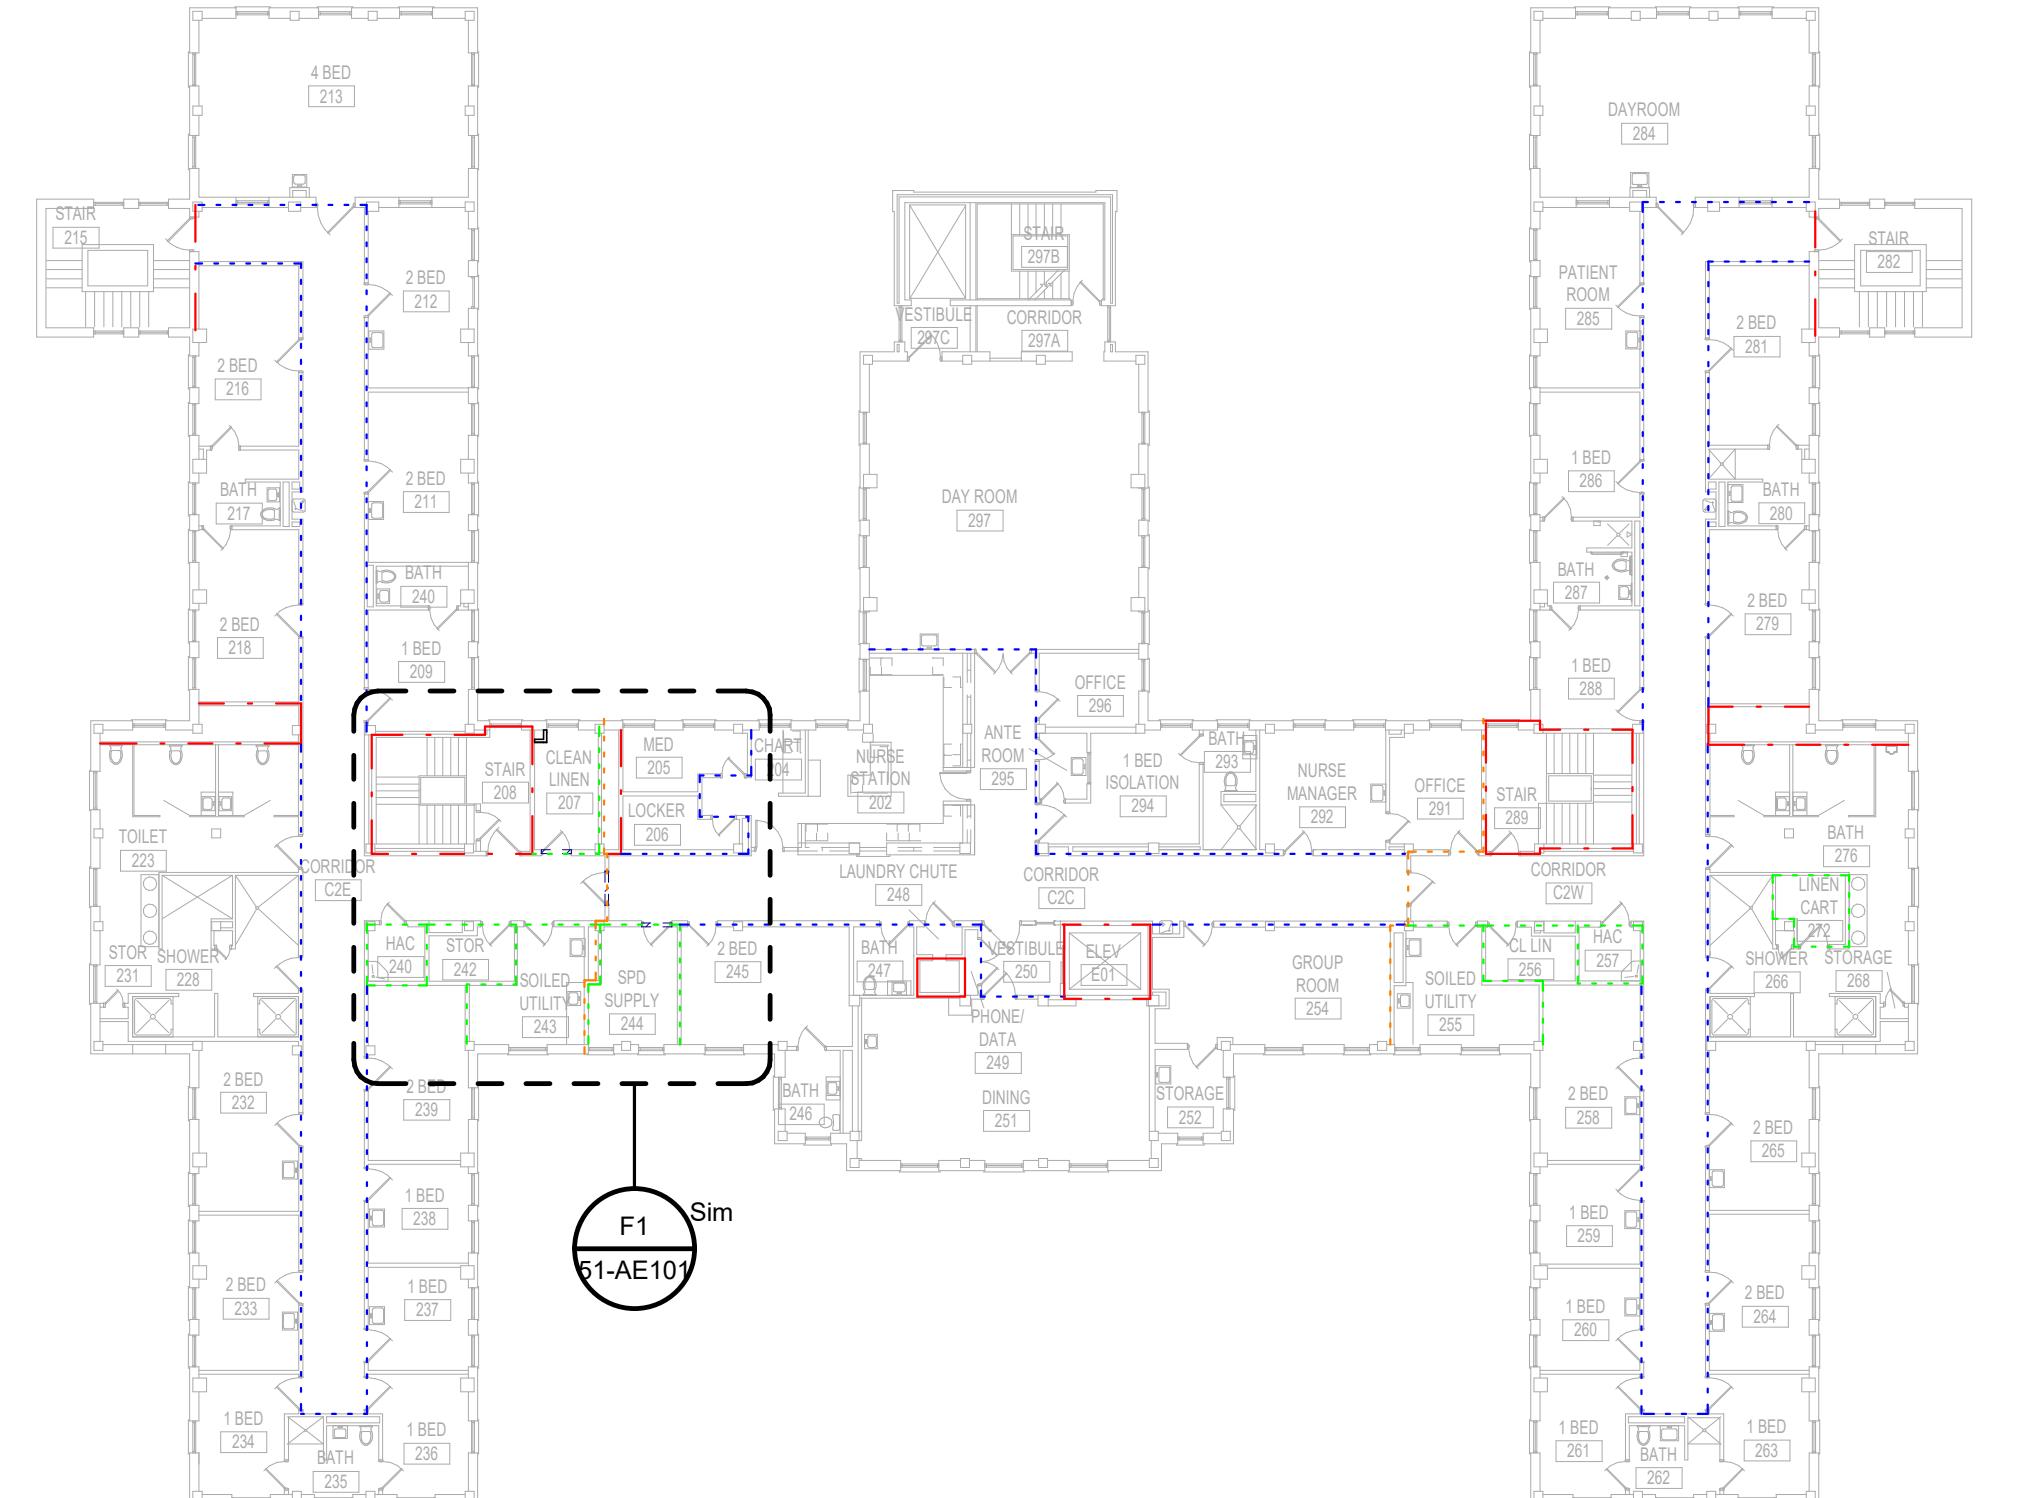 4 BED
213
DAYROOM
284
STAIR
215
STAIR
297B
STAIR
282
2 BED
212
PATIENT
ROOM
285
VESTIBULE
297C
CORRIDOR
297A
2 BED
281
2 BED
216
2 BED
211
1 BED
286
BATH
217
DAY ROOM
297
BATH
280
BATH
240
BATH
287
2 BED
218
2 BED
279
1 BED
209
1 BED
288
OFFICE
296
STAIR
208
CLEAN
LINEN
207
MED
205
CHART
204
NURSE
STATION
202
ANTE
ROOM
295
1 BED
ISOLATION
294
BATH
293
NURSE
MANAGER
292
OFFICE
291
STAIR
289
LOCKER
206
TOILET
223
BATH
276
CORRIDOR
C2E
LAUNDRY CHUTE
248
CORRIDOR
C2C
CORRIDOR
C2W
LINEN
CART
272
STOR
231
SHOWER
228
HAC
240
STOR
242
SOILED
UTILITY
243
SPD
SUPPLY
244
2 BED
245
BATH
247
VESTIBULE
250
ELEV
E01
GROUP
ROOM
254
SOILED
UTILITY
255
CL LIN
256
HAC
257
SHOWER
266
STORAGE
268
PHONE/
DATA
249
2 BED
232
2 BED
239
BATH
246
DINING
251
STORAGE
252
2 BED
258
2 BED
265
1 BED
238
1 BED
259
F1
Sim
51-AE101
2 BED
233
1 BED
237
1 BED
260
2 BED
264
1 BED
234
BATH
235
1 BED
236
1 BED
261
BATH
262
1 BED
263